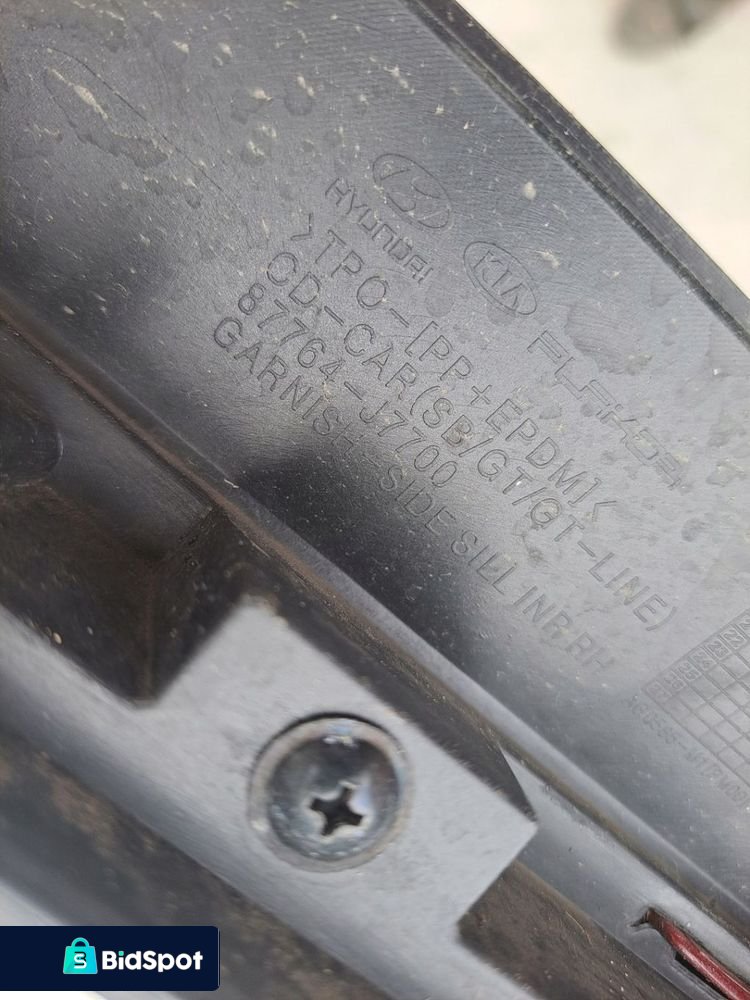 HYUNDAI
KIA
PLAKOR
>TPO-[PP+EPDM]<
CD-CAR(SB/GT/GT-LINE)
87764-J7700
GARNISH-SIDE SILL INR,RH
BidSpot